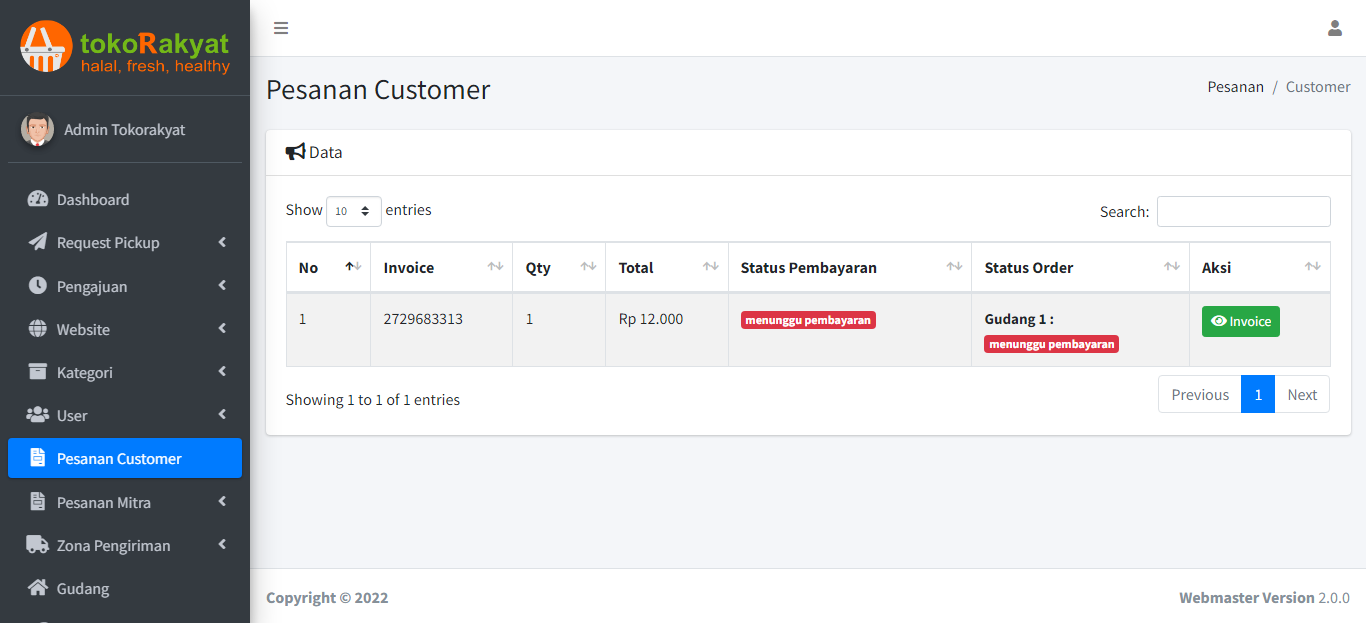 tokoRakyat
halal, fresh, healthy
Admin Tokorakyat
Dashboard
Request Pickup
Pengajuan
Website
Kategori
User
Pesanan Customer
Pesanan Mitra
Zona Pengiriman
Gudang
Pesanan Customer
Pesanan / Customer
Data
Show 10 entries
Search:
No Invoice Qty Total Status Pembayaran Status Order Aksi
1 2729683313 1 Rp 12.000 menunggu pembayaran Gudang 1 : Invoice
menunggu pembayaran
Showing 1 to 1 of 1 entries
Previous 1 Next
Copyright © 2022
Webmaster Version 2.0.0